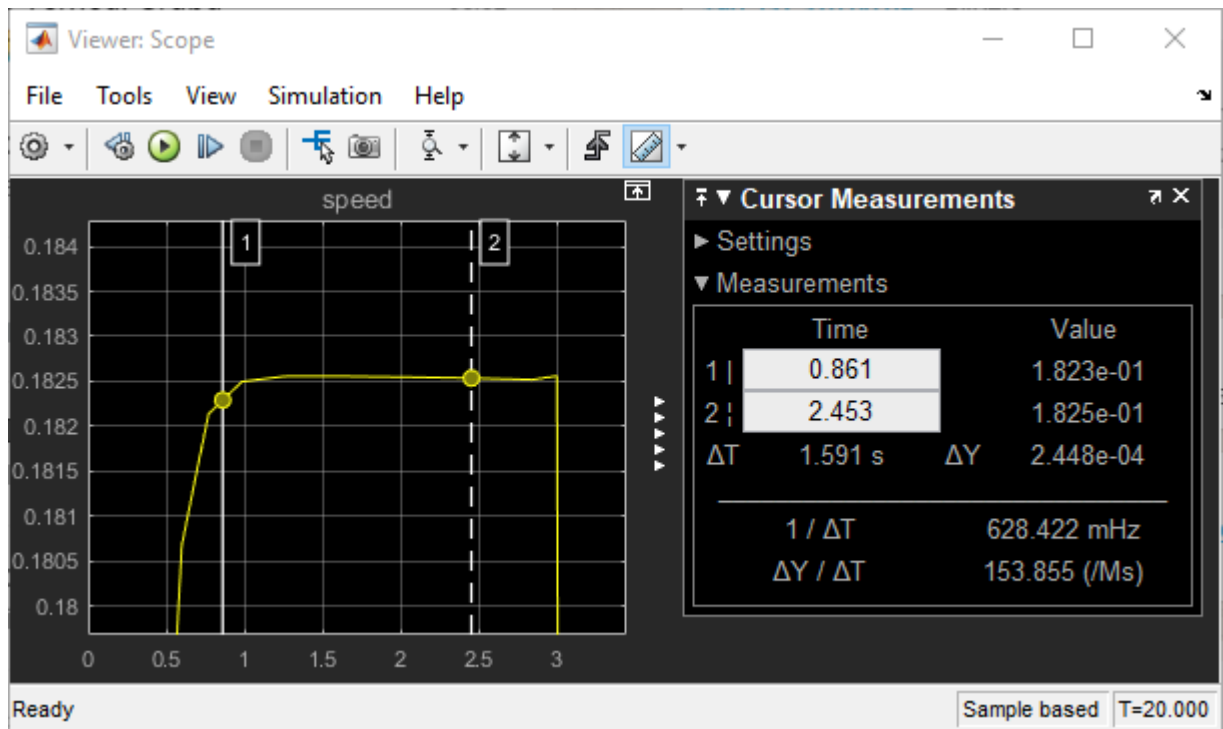 Viewer: Scope
File Tools View Simulation Help
speed
1 2
0.184
0.1835
0.183
0.1825
0.182
0.1815
0.181
0.1805
0.18
0 0.5 1 1.5 2 2.5 3
Cursor Measurements
Settings
Measurements
Time Value
1 | 0.861 1.823e-01
2 ¦ 2.453 1.825e-01
ΔT 1.591 s ΔY 2.448e-04
1 / ΔT 628.422 mHz
ΔY / ΔT 153.855 (/Ms)
Ready Sample based T=20.000